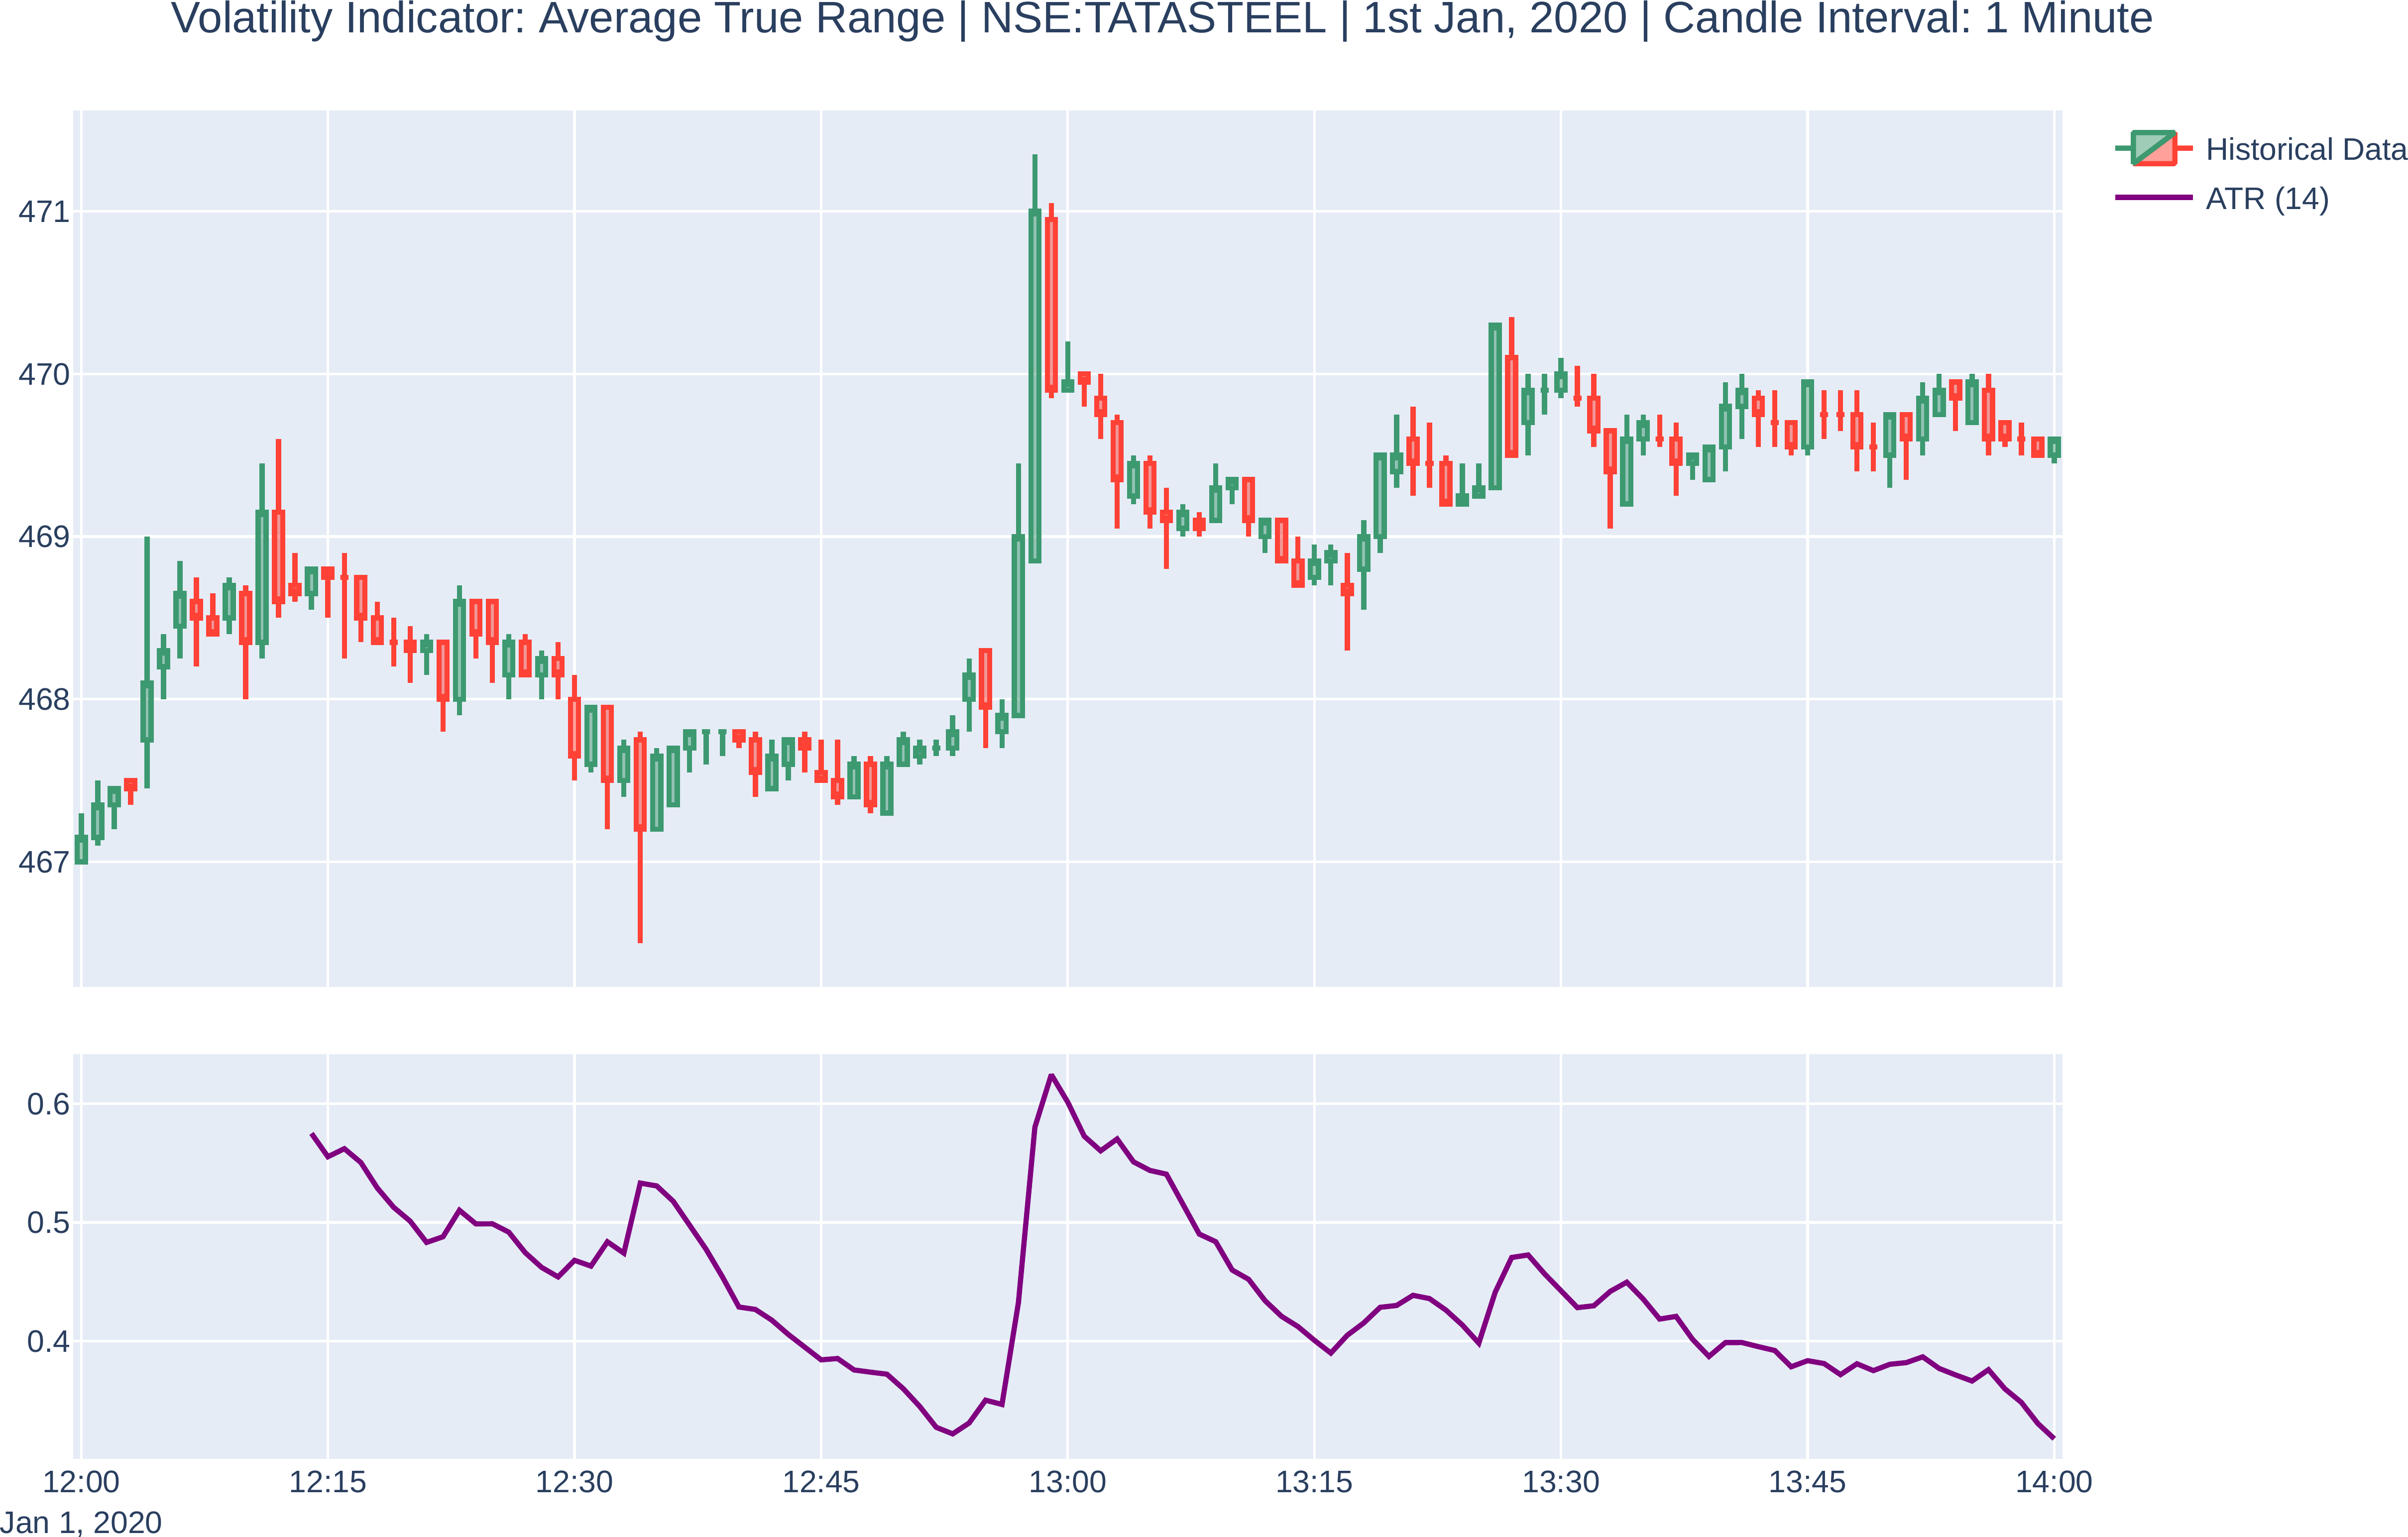 Volatility Indicator: Average True Range | NSE:TATASTEEL | 1st Jan, 2020 | Candle Interval: 1 Minute
Historical Data
ATR (14)
471
470
469
468
467
0.6
0.5
0.4
12:00 12:15 12:30 12:45 13:00 13:15 13:30 13:45 14:00
Jan 1, 2020